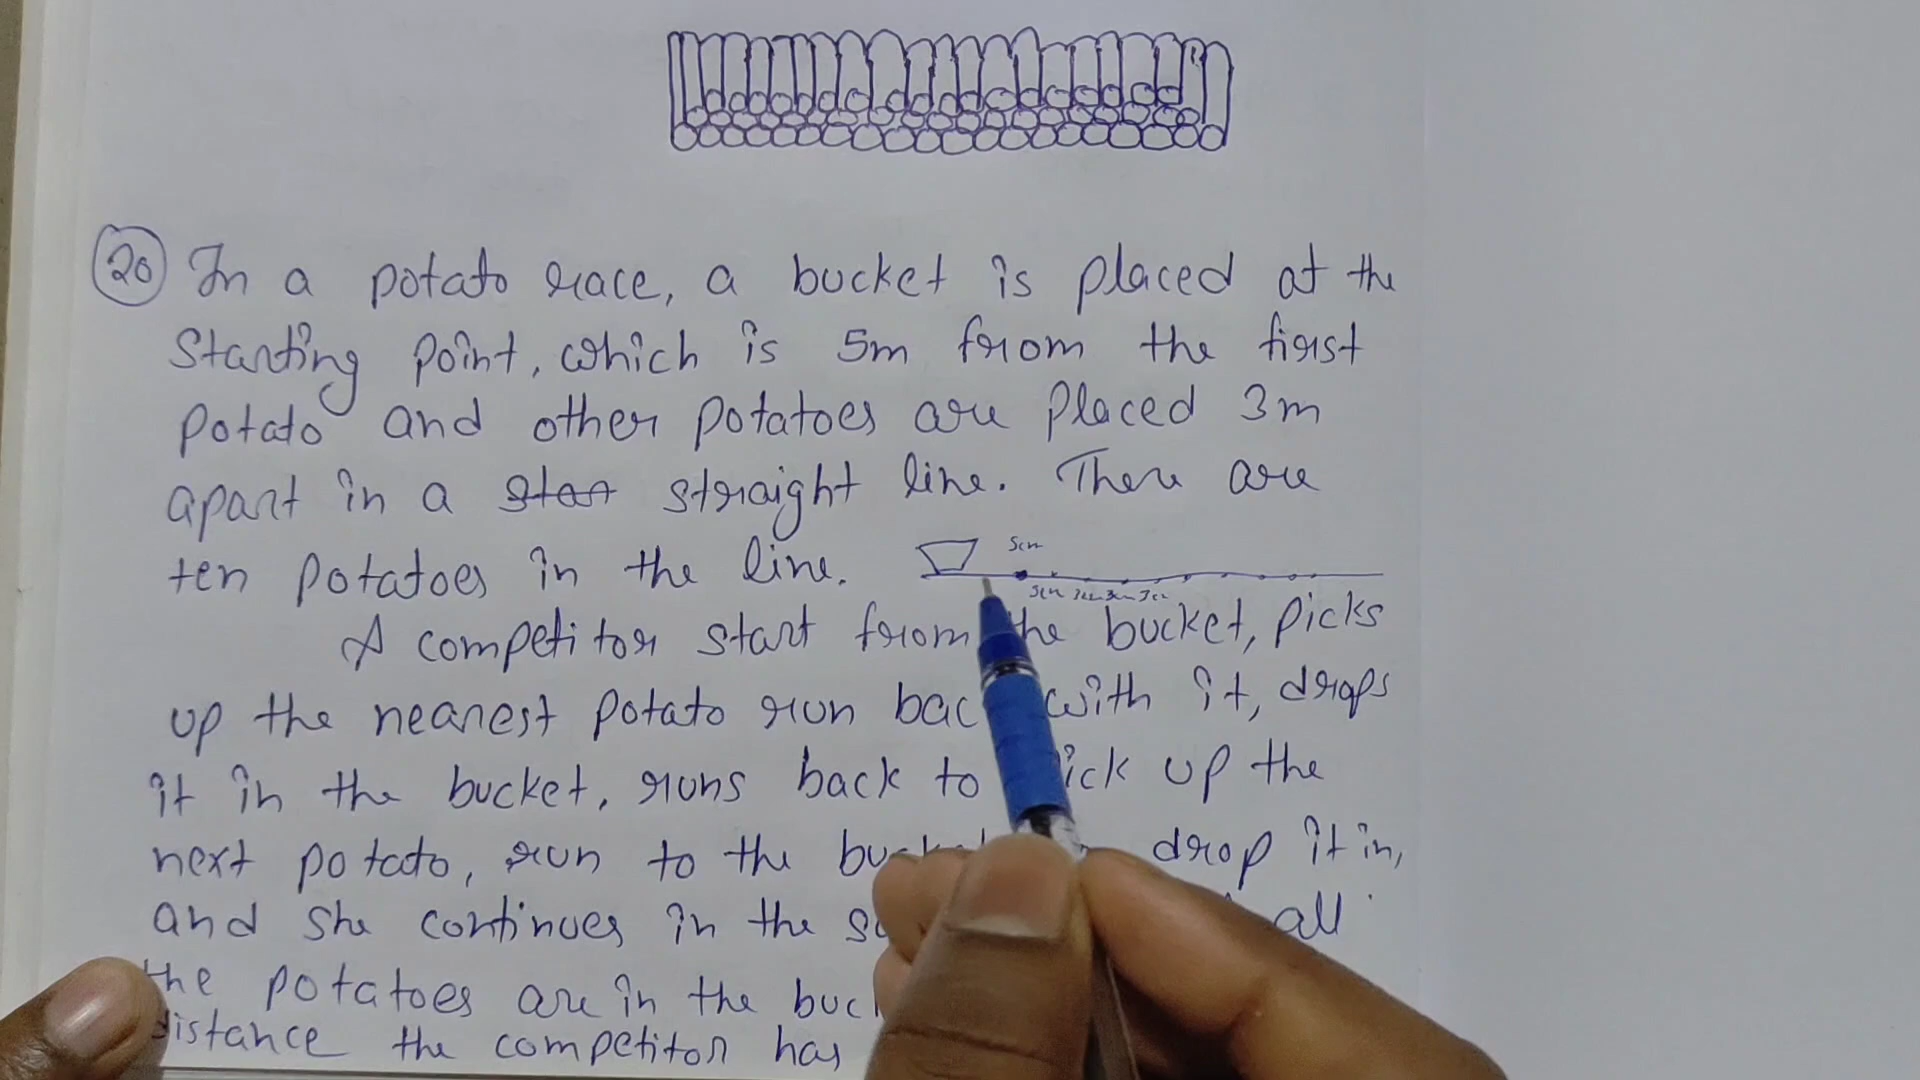 20 In a potato race, a bucket is placed at the
Starting point, which is 5m from the first
potato and other potatoes are placed 3m
apart in a straight line. There are
ten potatoes in the line.
A competitor start from the bucket, picks
up the nearest potato run with it, drops
it in the bucket, runs back to up the
next potato, run to the drop it in,
and she continues in the all
the potatoes are in the
distance the competitor has